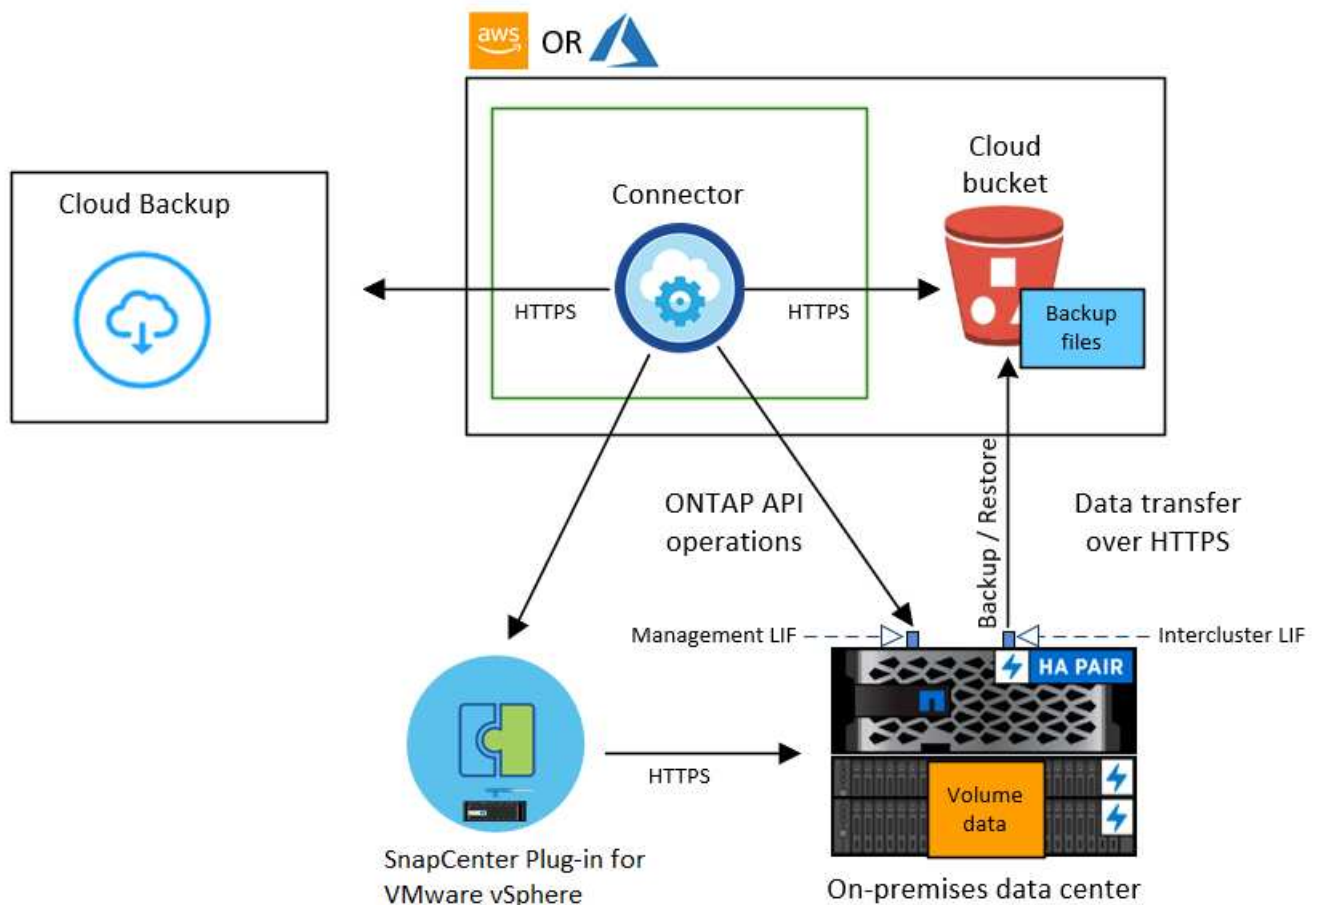 aws
OR
Cloud
bucket
Connector
Cloud Backup
HTTPS
HTTPS
Backup
files
ONTAP API
operations
Backup / Restore
Data transfer
over HTTPS
Management LIF
Intercluster LIF
HA PAIR
HTTPS
Volume
data
SnapCenter Plug-in for
VMware vSphere
On-premises data center